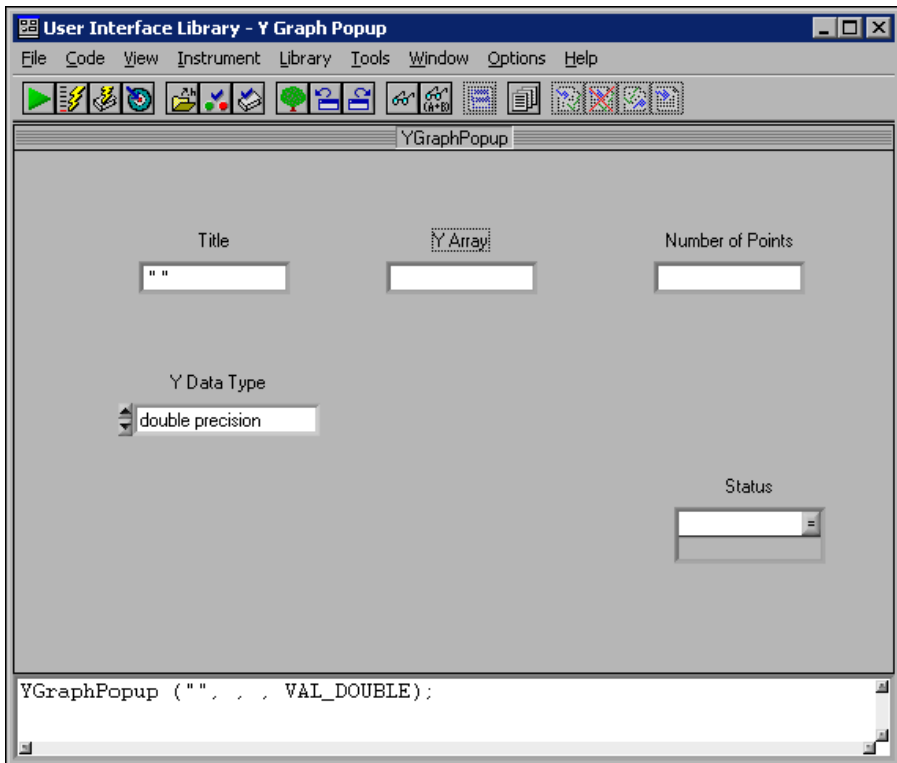 User Interface Library - Y Graph Popup
File Code View Instrument Library Tools Window Options Help
YGraphPopup
Title Y Array Number of Points
" "
Y Data Type
double precision
Status
=
YGraphPopup ("", , , VAL_DOUBLE);